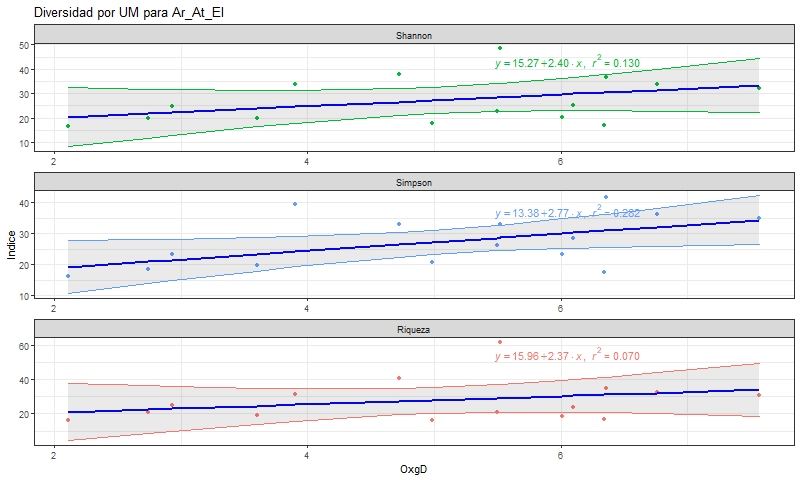 Diversidad por UM para Ar_At_El
Shannon
50
40
30
20
10
y = 15.27+2.40 · x, r² = 0.130
2
4
6
Simpson
40
30
20
10
y = 13.38+2.77 · x, r² = 0.282
2
4
6
Indice
Riqueza
60
40
20
y = 15.96+2.37 · x, r² = 0.070
2
4
6
OxgD